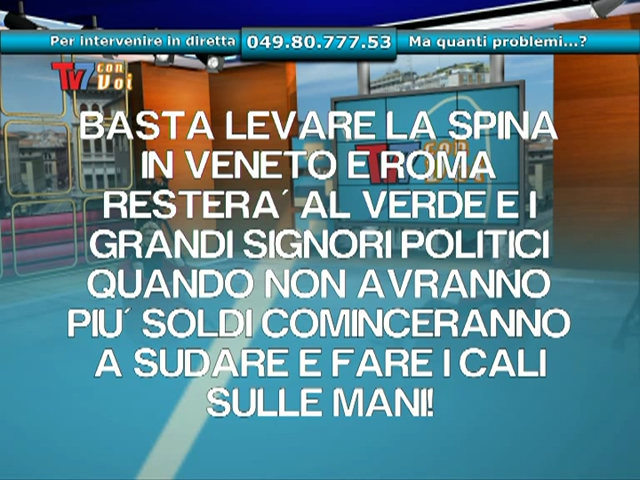 Per intervenire in diretta 049.80.777.53 Ma quanti problemi...?
TV7 con Voi
BASTA LEVARE LA SPINA
IN VENETO E ROMA
RESTERA´ AL VERDE E I
GRANDI SIGNORI POLITICI
QUANDO NON AVRANNO
PIU´ SOLDI COMINCERANNO
A SUDARE E FARE I CALI
SULLE MANI!